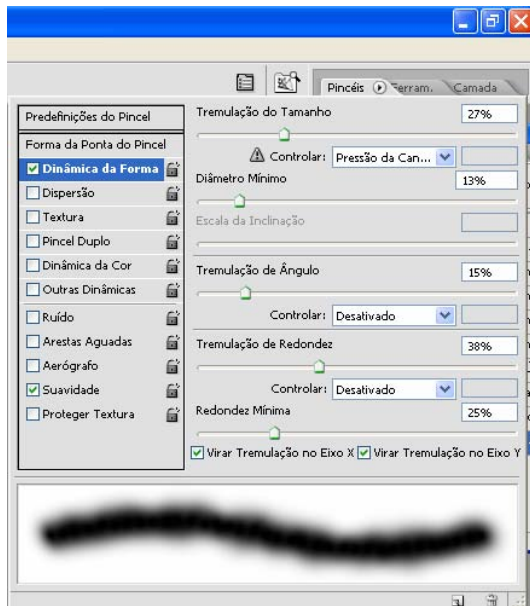 Pincéis Ferram. Camada
Predefinições do Pincel
Forma da Ponta do Pincel
Dinâmica da Forma
Dispersão
Textura
Pincel Duplo
Dinâmica da Cor
Outras Dinâmicas
Ruído
Arestas Aguadas
Aerógrafo
Suavidade
Proteger Textura
Tremulação do Tamanho 27%
Controlar: Pressão da Can...
Diâmetro Mínimo 13%
Escala da Inclinação
Tremulação de Ângulo 15%
Controlar: Desativado
Tremulação de Redondez 38%
Controlar: Desativado
Redondez Mínima 25%
Virar Tremulação no Eixo X Virar Tremulação no Eixo Y